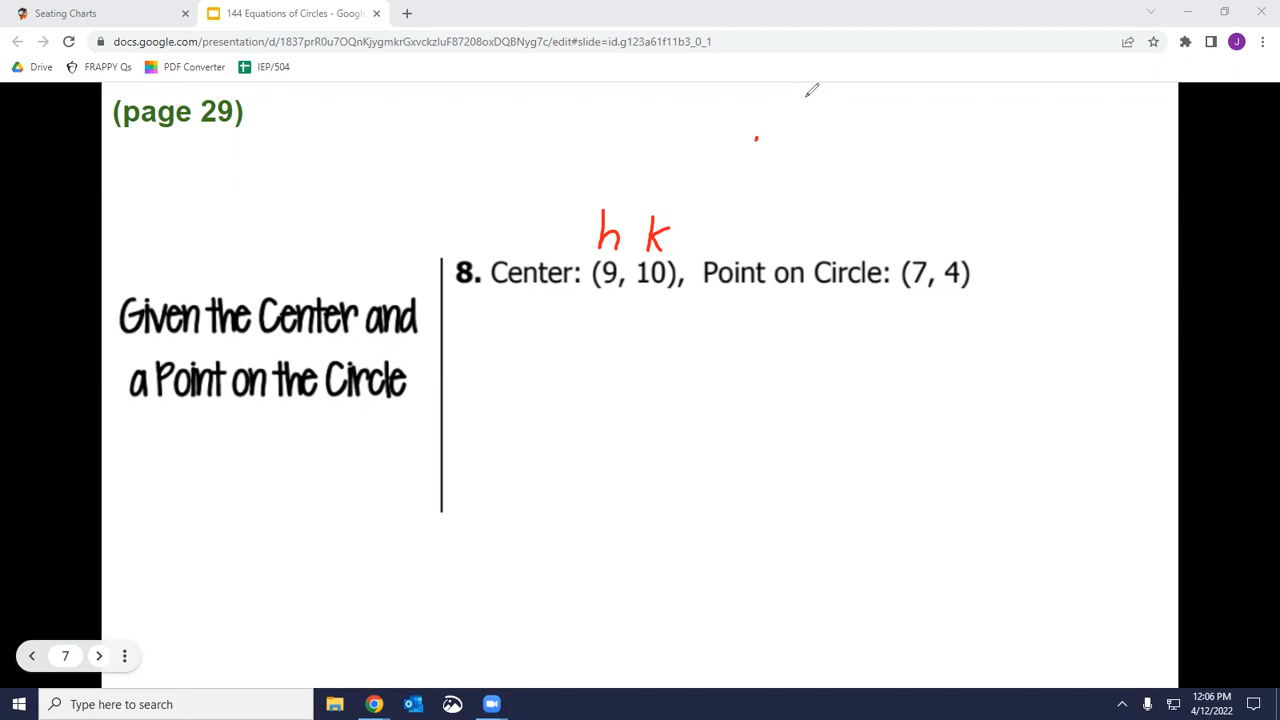 Seating Charts
144 Equations of Circles - Google
docs.google.com/presentation/d/1837prR0u7OQnKjygmkrGxvckzluF87208oxDQBNyg7c/edit#slide=id.g123a61f11b3_0_1
J
Drive
FRAPPY Qs
PDF Converter
IEP/504
(page 29)
h k
8. Center: (9, 10), Point on Circle: (7, 4)
Given the Center and
a Point on the Circle
7
Type here to search
12:06 PM
4/12/2022